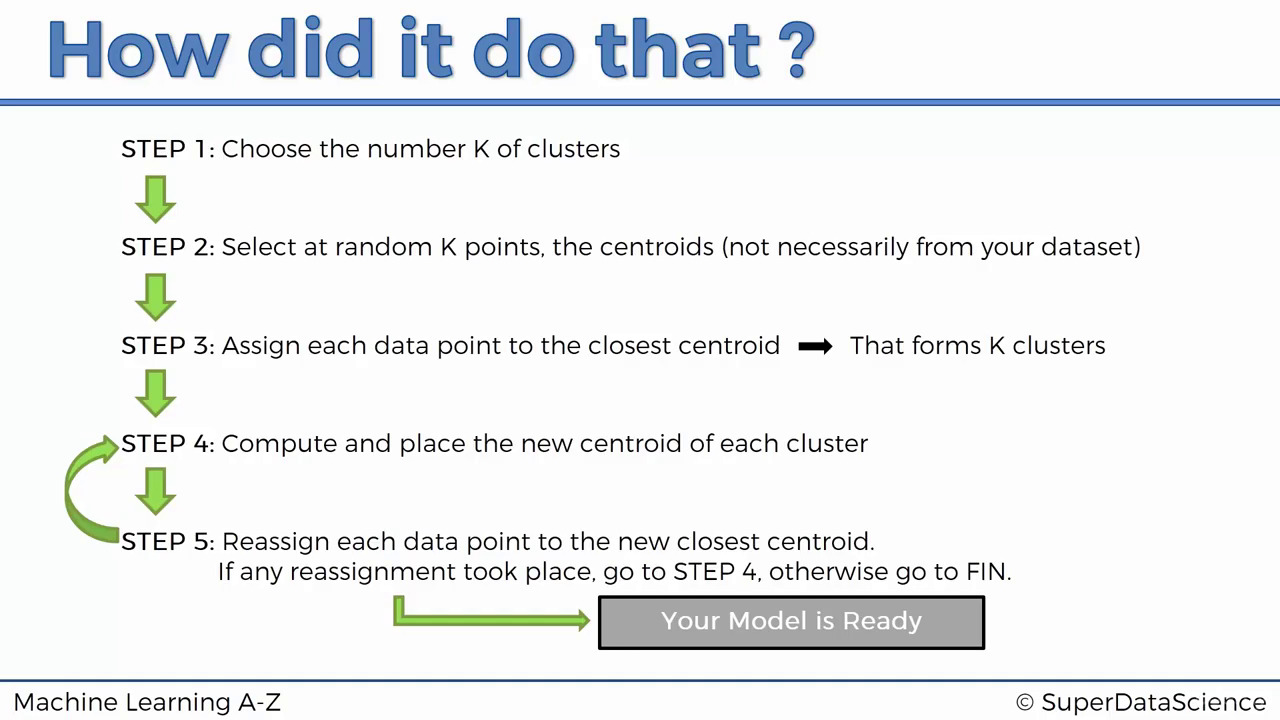 How did it do that ?
STEP 1: Choose the number K of clusters
STEP 2: Select at random K points, the centroids (not necessarily from your dataset)
STEP 3: Assign each data point to the closest centroid ➡ That forms K clusters
STEP 4: Compute and place the new centroid of each cluster
STEP 5: Reassign each data point to the new closest centroid.
If any reassignment took place, go to STEP 4, otherwise go to FIN.
Your Model is Ready
Machine Learning A-Z
© SuperDataScience